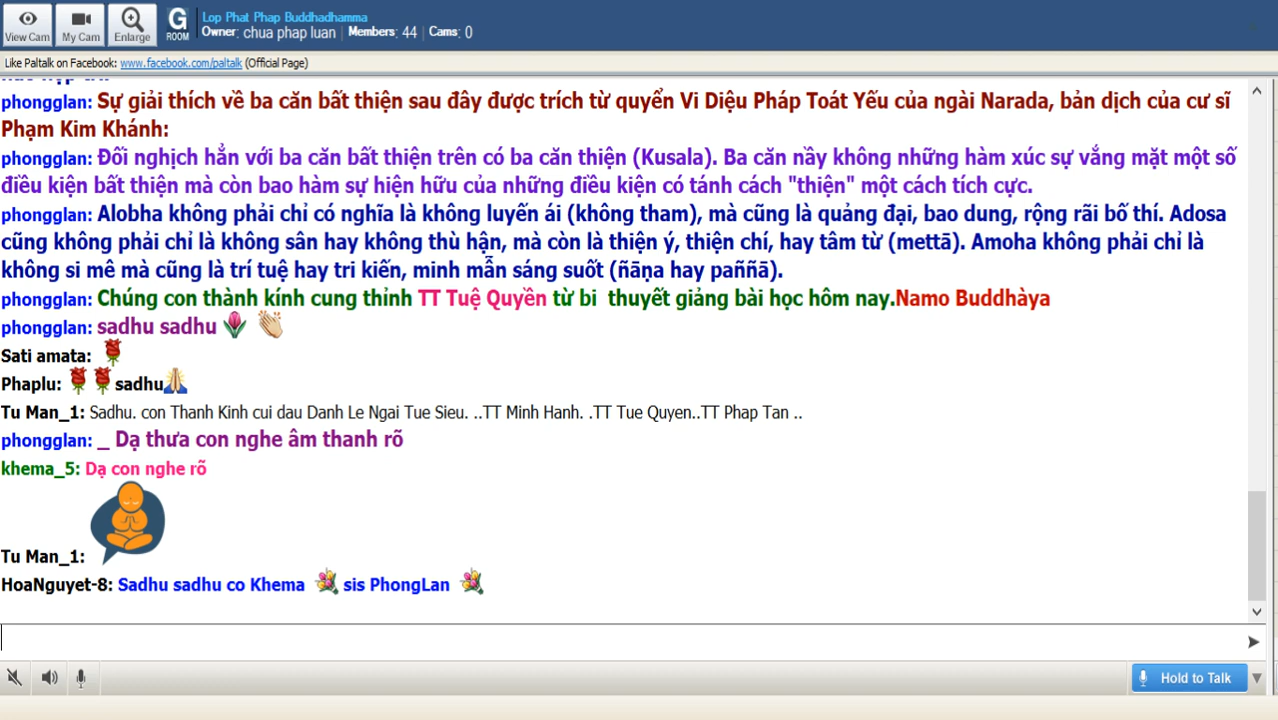 View Cam
My Cam
Enlarge
G
ROOM
Lop Phat Phap Buddhadhamma
Owner: chua phap luan | Members: 44 | Cams: 0
Like Paltalk on Facebook: www.facebook.com/paltalk (Official Page)
phongglan: Sự giải thích về ba căn bất thiện sau đây được trích từ quyển Vi Diệu Pháp Toát Yếu của ngài Narada, bản dịch của cư sĩ
Phạm Kim Khánh:
phongglan: Đối nghịch hẳn với ba căn bất thiện trên có ba căn thiện (Kusala). Ba căn nầy không những hàm xúc sự vắng mặt một số
điều kiện bất thiện mà còn bao hàm sự hiện hữu của những điều kiện có tánh cách "thiện" một cách tích cực.
phongglan: Alobha không phải chỉ có nghĩa là không luyến ái (không tham), mà cũng là quảng đại, bao dung, rộng rãi bố thí. Adosa
cũng không phải chỉ là không sân hay không thù hận, mà còn là thiện ý, thiện chí, hay tâm từ (mettā). Amoha không phải chỉ là
không si mê mà cũng là trí tuệ hay tri kiến, minh mẫn sáng suốt (ñāṇa hay paññā).
phongglan: Chúng con thành kính cung thỉnh TT Tuệ Quyền từ bi thuyết giảng bài học hôm nay.Namo Buddhàya
phongglan: sadhu sadhu
Sati amata:
Phaplu: sadhu
Tu Man_1: Sadhu. con Thanh Kinh cui dau Danh Le Ngai Tue Sieu. ..TT Minh Hanh. .TT Tue Quyen..TT Phap Tan ..
phongglan: _ Dạ thưa con nghe âm thanh rõ
khema_5: Dạ con nghe rõ
Tu Man_1:
HoaNguyet-8: Sadhu sadhu co Khema sis PhongLan
Hold to Talk